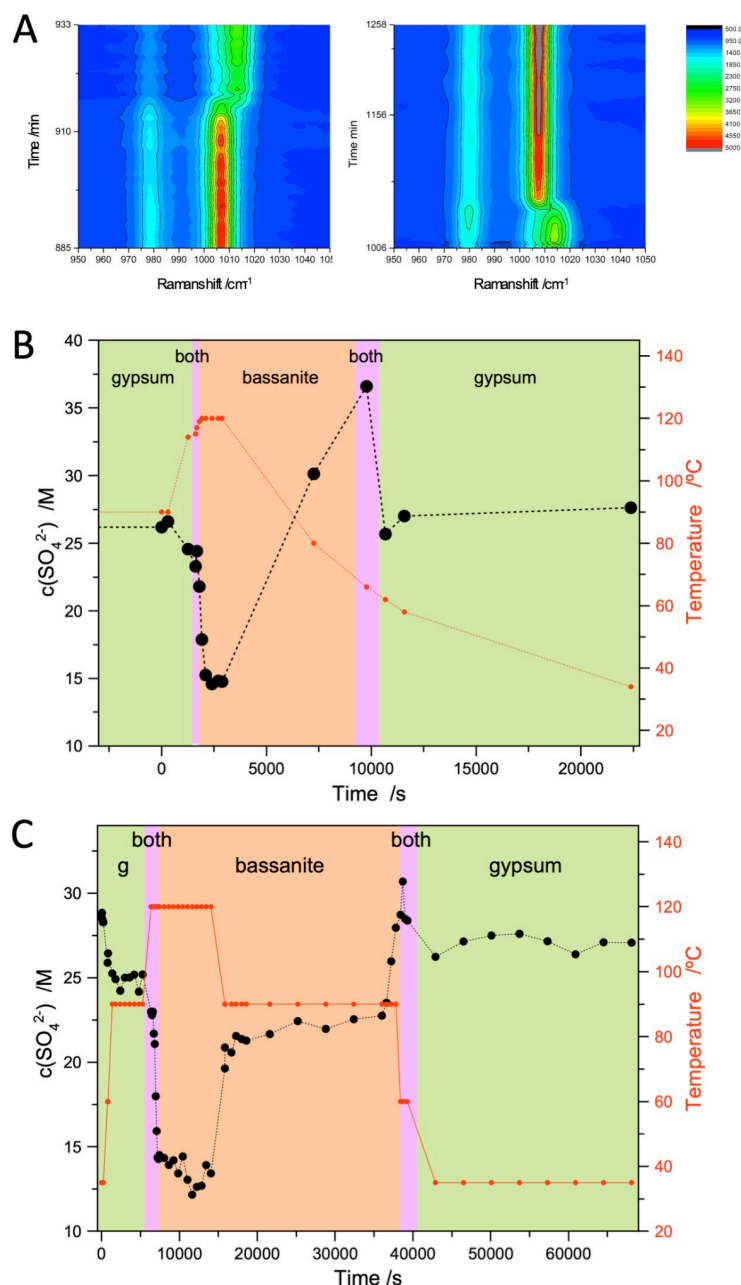 A
933
910
885
Time /min
950 960 970 980 990 1000 1010 1020 1030 1040 105
Ramanshift /cm-1
1258
1156
1006
Time min
950 960 970 980 990 1000 1010 1020 1030 1040 1050
Ramanshift /cm-1
500.0
950.0
1400
1850
2300
2750
3200
3650
4100
4550
5000
B
40
35
30
25
20
15
10
c(SO₄²⁻) /M
gypsum
both
bassanite
both
gypsum
140
120
100
80
60
40
20
Temperature /ºC
0 5000 10000 15000 20000
Time /s
C
30
25
20
15
10
c(SO₄²⁻) /M
g
both
bassanite
both
gypsum
140
120
100
80
60
40
20
Temperature /ºC
0 10000 20000 30000 40000 50000 60000
Time /s